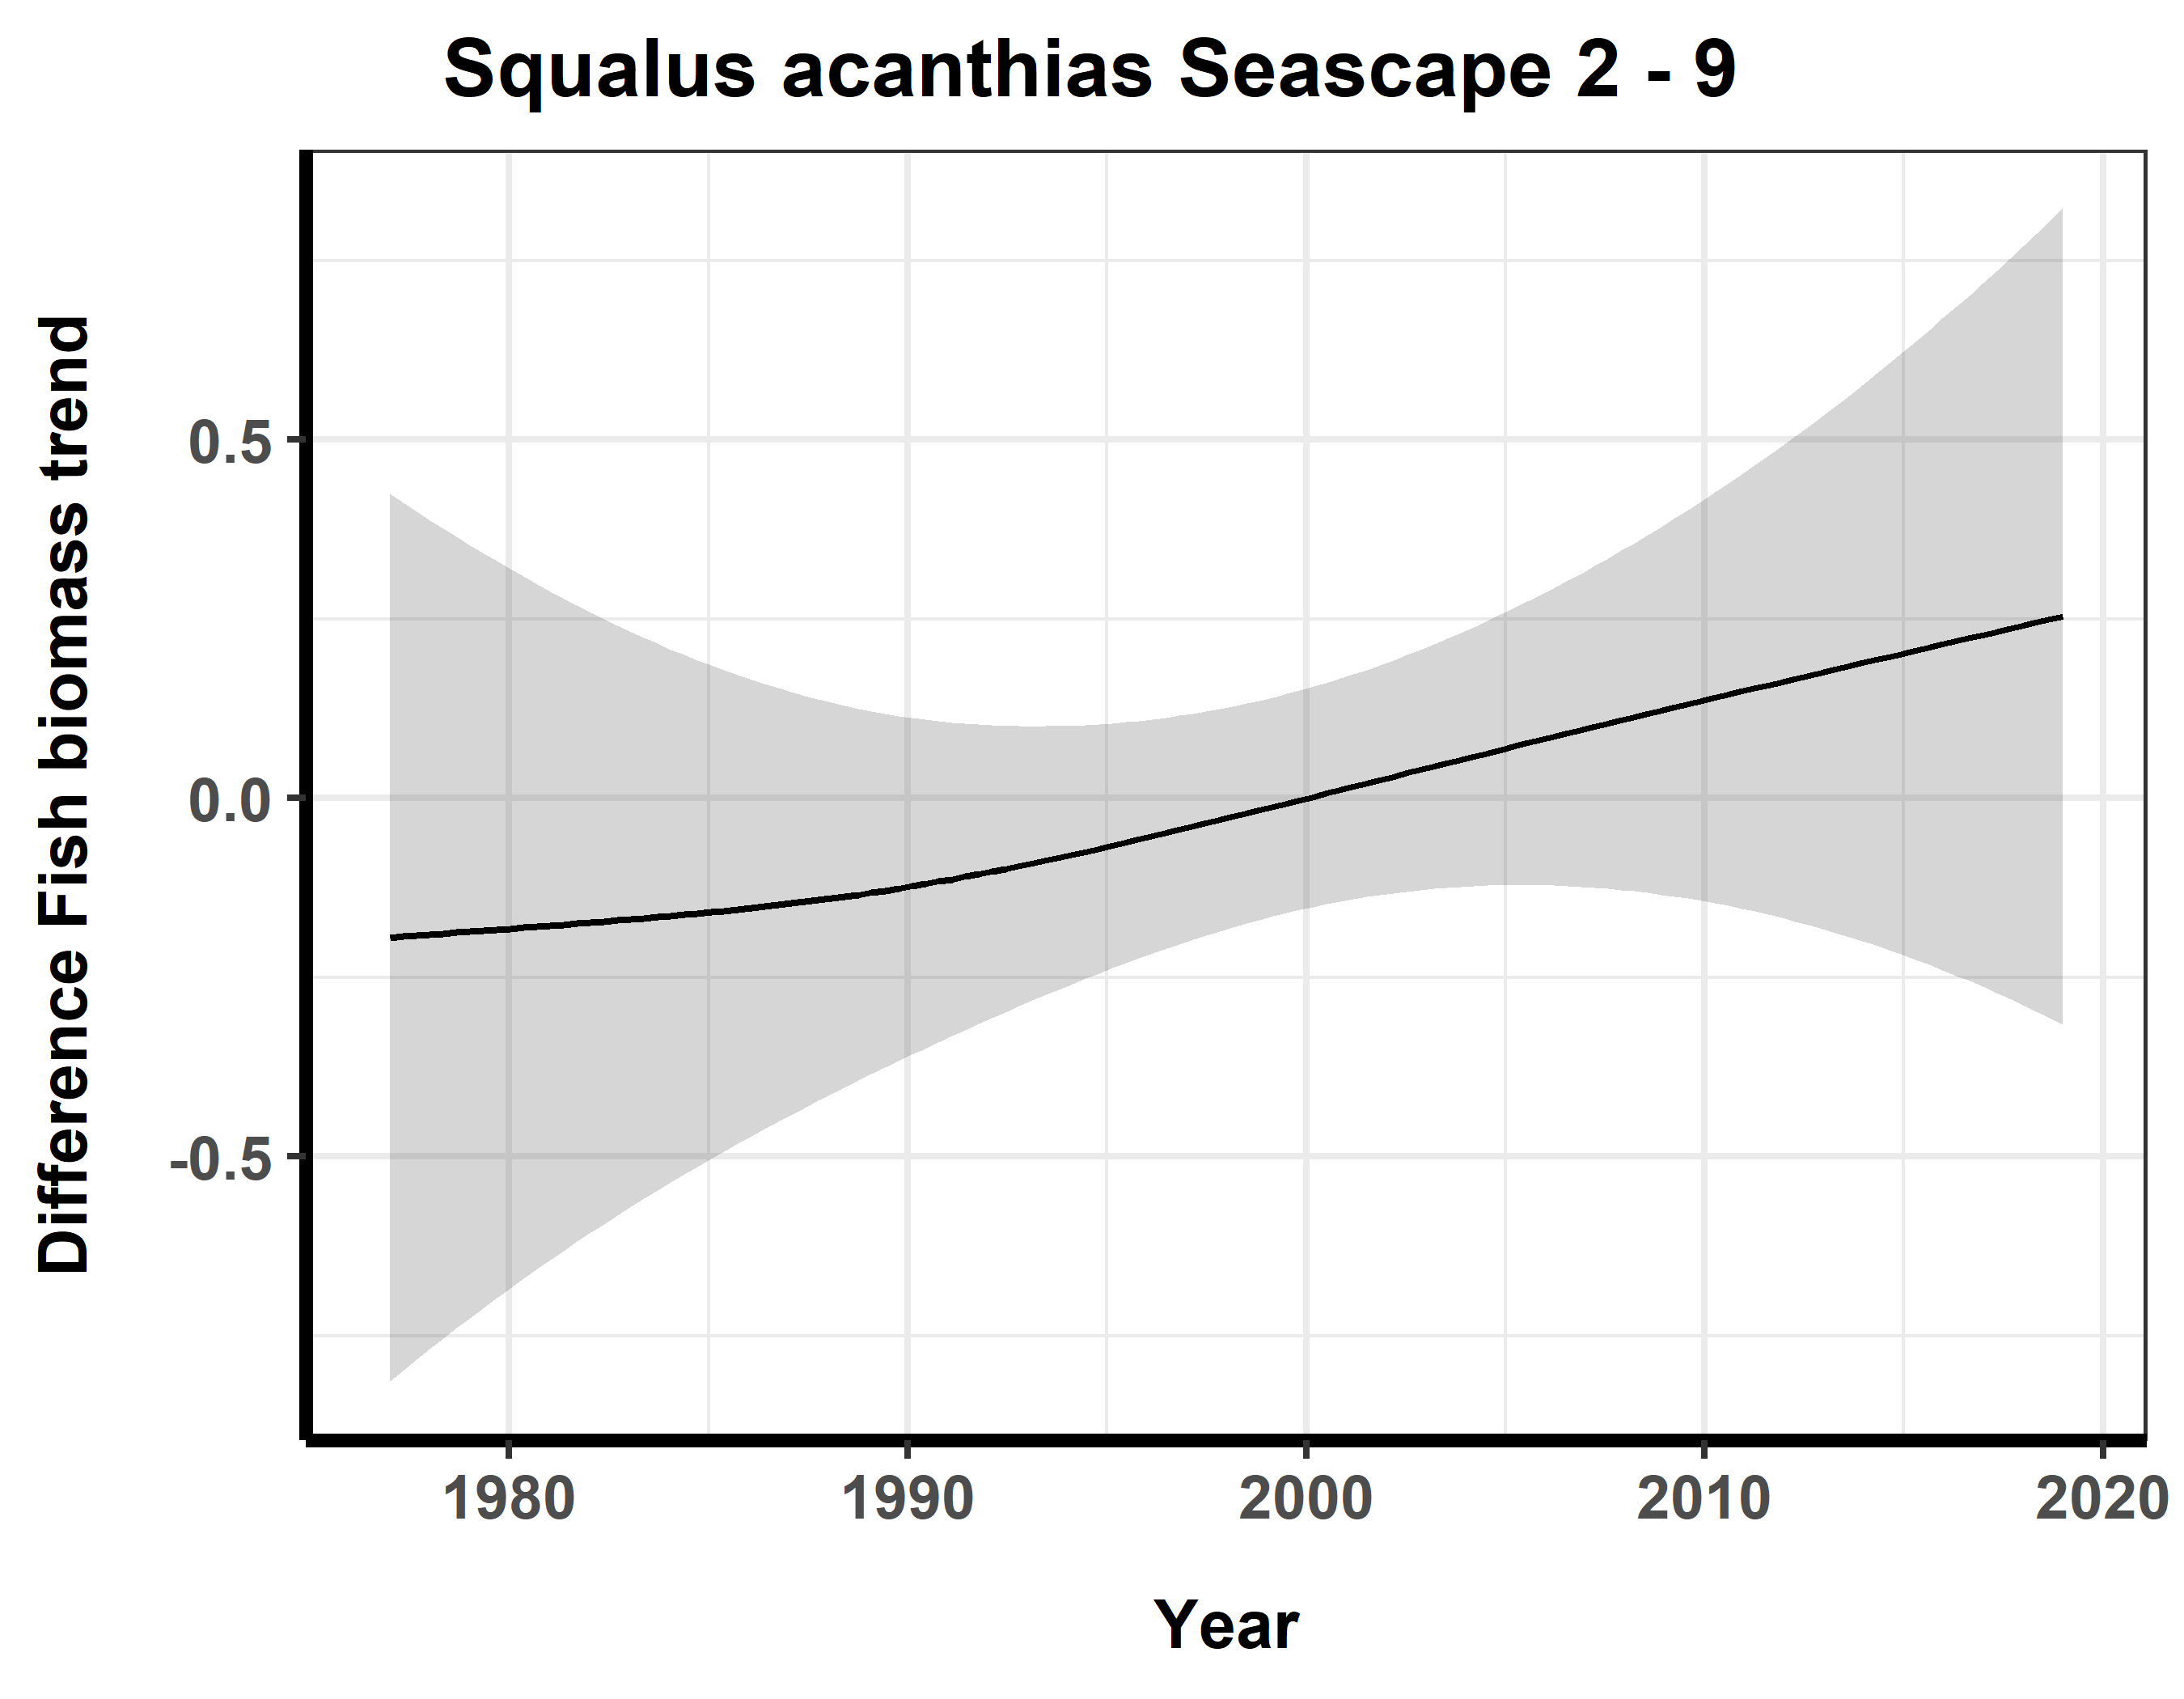 Squalus acanthias Seascape 2 - 9
Difference Fish biomass trend
0.5
0.0
-0.5
1980 1990 2000 2010 2020
Year